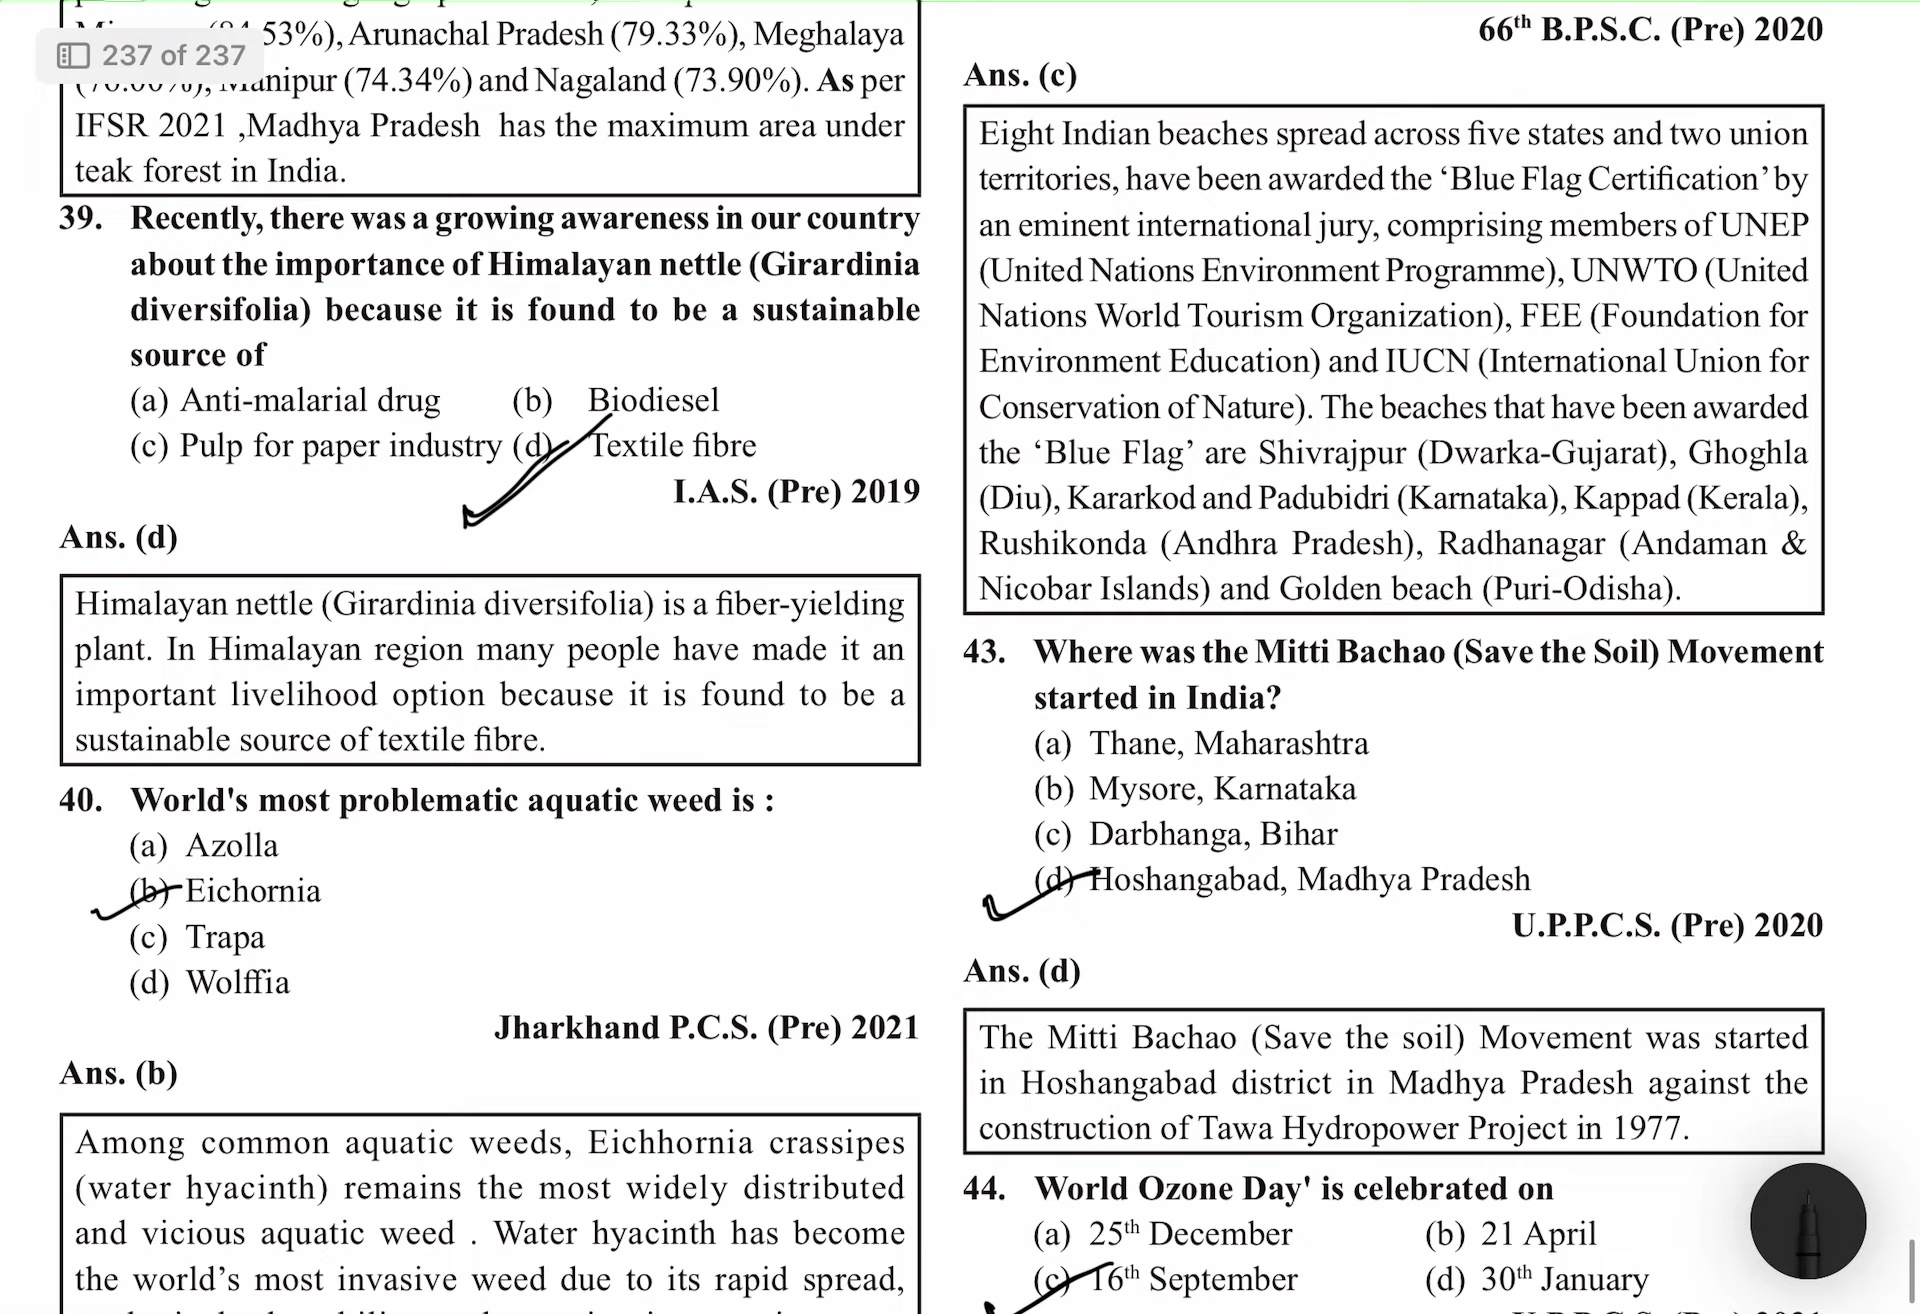 237 of 237
53%), Arunachal Pradesh (79.33%), Meghalaya
Manipur (74.34%) and Nagaland (73.90%). As per
IFSR 2021 ,Madhya Pradesh has the maximum area under
teak forest in India.
39. Recently, there was a growing awareness in our country
about the importance of Himalayan nettle (Girardinia
diversifolia) because it is found to be a sustainable
source of
(a) Anti-malarial drug (b) Biodiesel
(c) Pulp for paper industry (d) Textile fibre
I.A.S. (Pre) 2019
Ans. (d)
Himalayan nettle (Girardinia diversifolia) is a fiber-yielding
plant. In Himalayan region many people have made it an
important livelihood option because it is found to be a
sustainable source of textile fibre.
40. World's most problematic aquatic weed is :
(a) Azolla
(b) Eichornia
(c) Trapa
(d) Wolffia
Jharkhand P.C.S. (Pre) 2021
Ans. (b)
Among common aquatic weeds, Eichhornia crassipes
(water hyacinth) remains the most widely distributed
and vicious aquatic weed . Water hyacinth has become
the world’s most invasive weed due to its rapid spread,
66th B.P.S.C. (Pre) 2020
Ans. (c)
Eight Indian beaches spread across five states and two union
territories, have been awarded the ‘Blue Flag Certification’ by
an eminent international jury, comprising members of UNEP
(United Nations Environment Programme), UNWTO (United
Nations World Tourism Organization), FEE (Foundation for
Environment Education) and IUCN (International Union for
Conservation of Nature). The beaches that have been awarded
the ‘Blue Flag’ are Shivrajpur (Dwarka-Gujarat), Ghoghla
(Diu), Kararkod and Padubidri (Karnataka), Kappad (Kerala),
Rushikonda (Andhra Pradesh), Radhanagar (Andaman &
Nicobar Islands) and Golden beach (Puri-Odisha).
43. Where was the Mitti Bachao (Save the Soil) Movement
started in India?
(a) Thane, Maharashtra
(b) Mysore, Karnataka
(c) Darbhanga, Bihar
(d) Hoshangabad, Madhya Pradesh
U.P.P.C.S. (Pre) 2020
Ans. (d)
The Mitti Bachao (Save the soil) Movement was started
in Hoshangabad district in Madhya Pradesh against the
construction of Tawa Hydropower Project in 1977.
44. World Ozone Day' is celebrated on
(a) 25th December (b) 21 April
(c) 16th September (d) 30th January